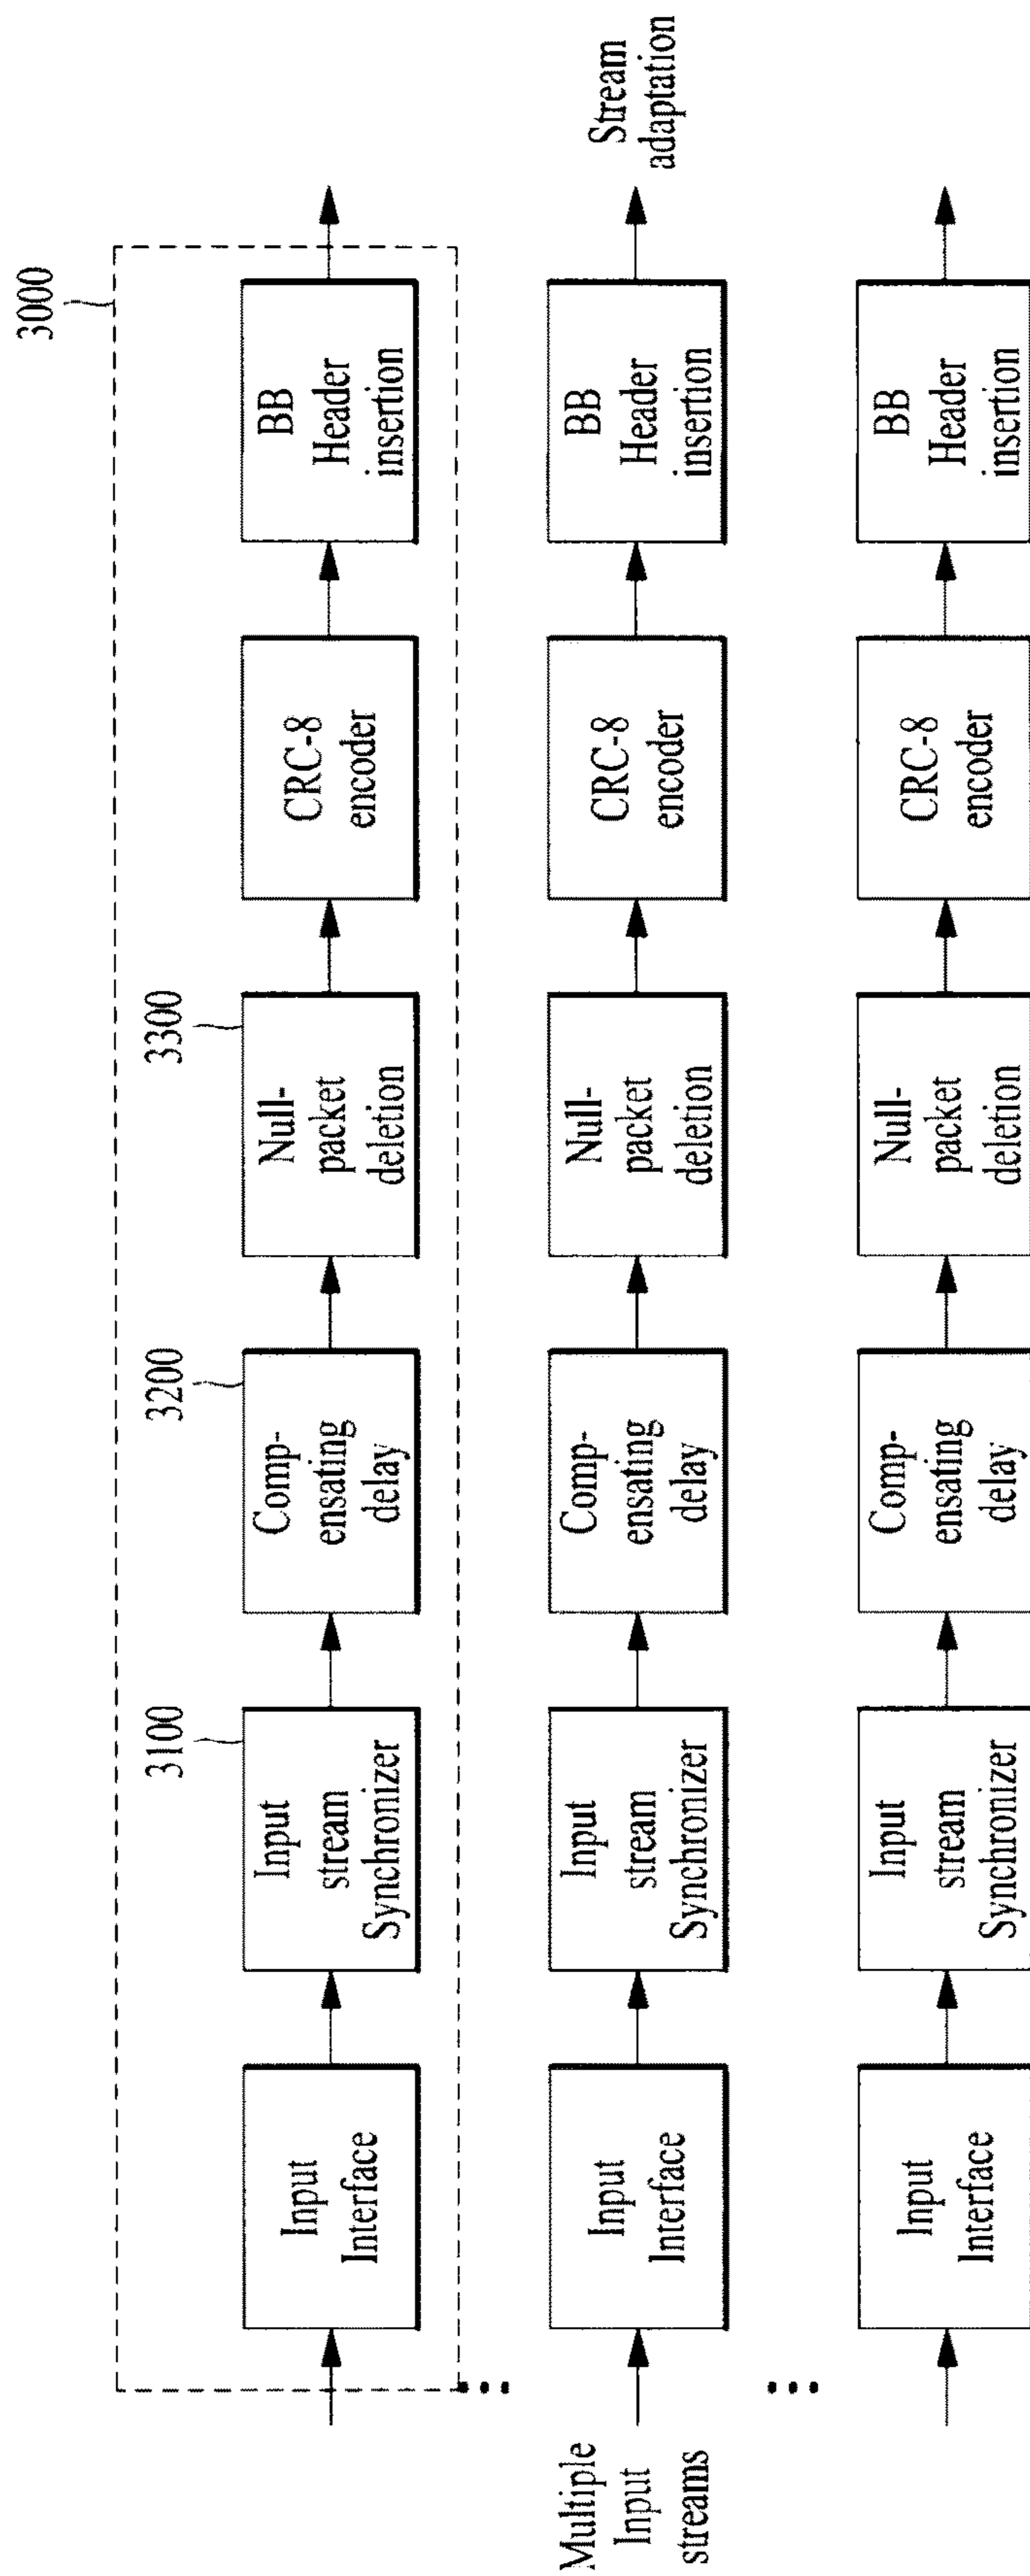 3000
3100
3200
3300
Input
Interface
Input
stream
Synchronizer
Comp-
ensating
delay
Null-
packet
deletion
CRC-8
encoder
BB
Header
insertion
Multiple
Input
streams
Input
Interface
Input
stream
Synchronizer
Comp-
ensating
delay
Null-
packet
deletion
CRC-8
encoder
BB
Header
insertion
Stream
adaptation
Input
Interface
Input
stream
Synchronizer
Comp-
ensating
delay
Null-
packet
deletion
CRC-8
encoder
BB
Header
insertion